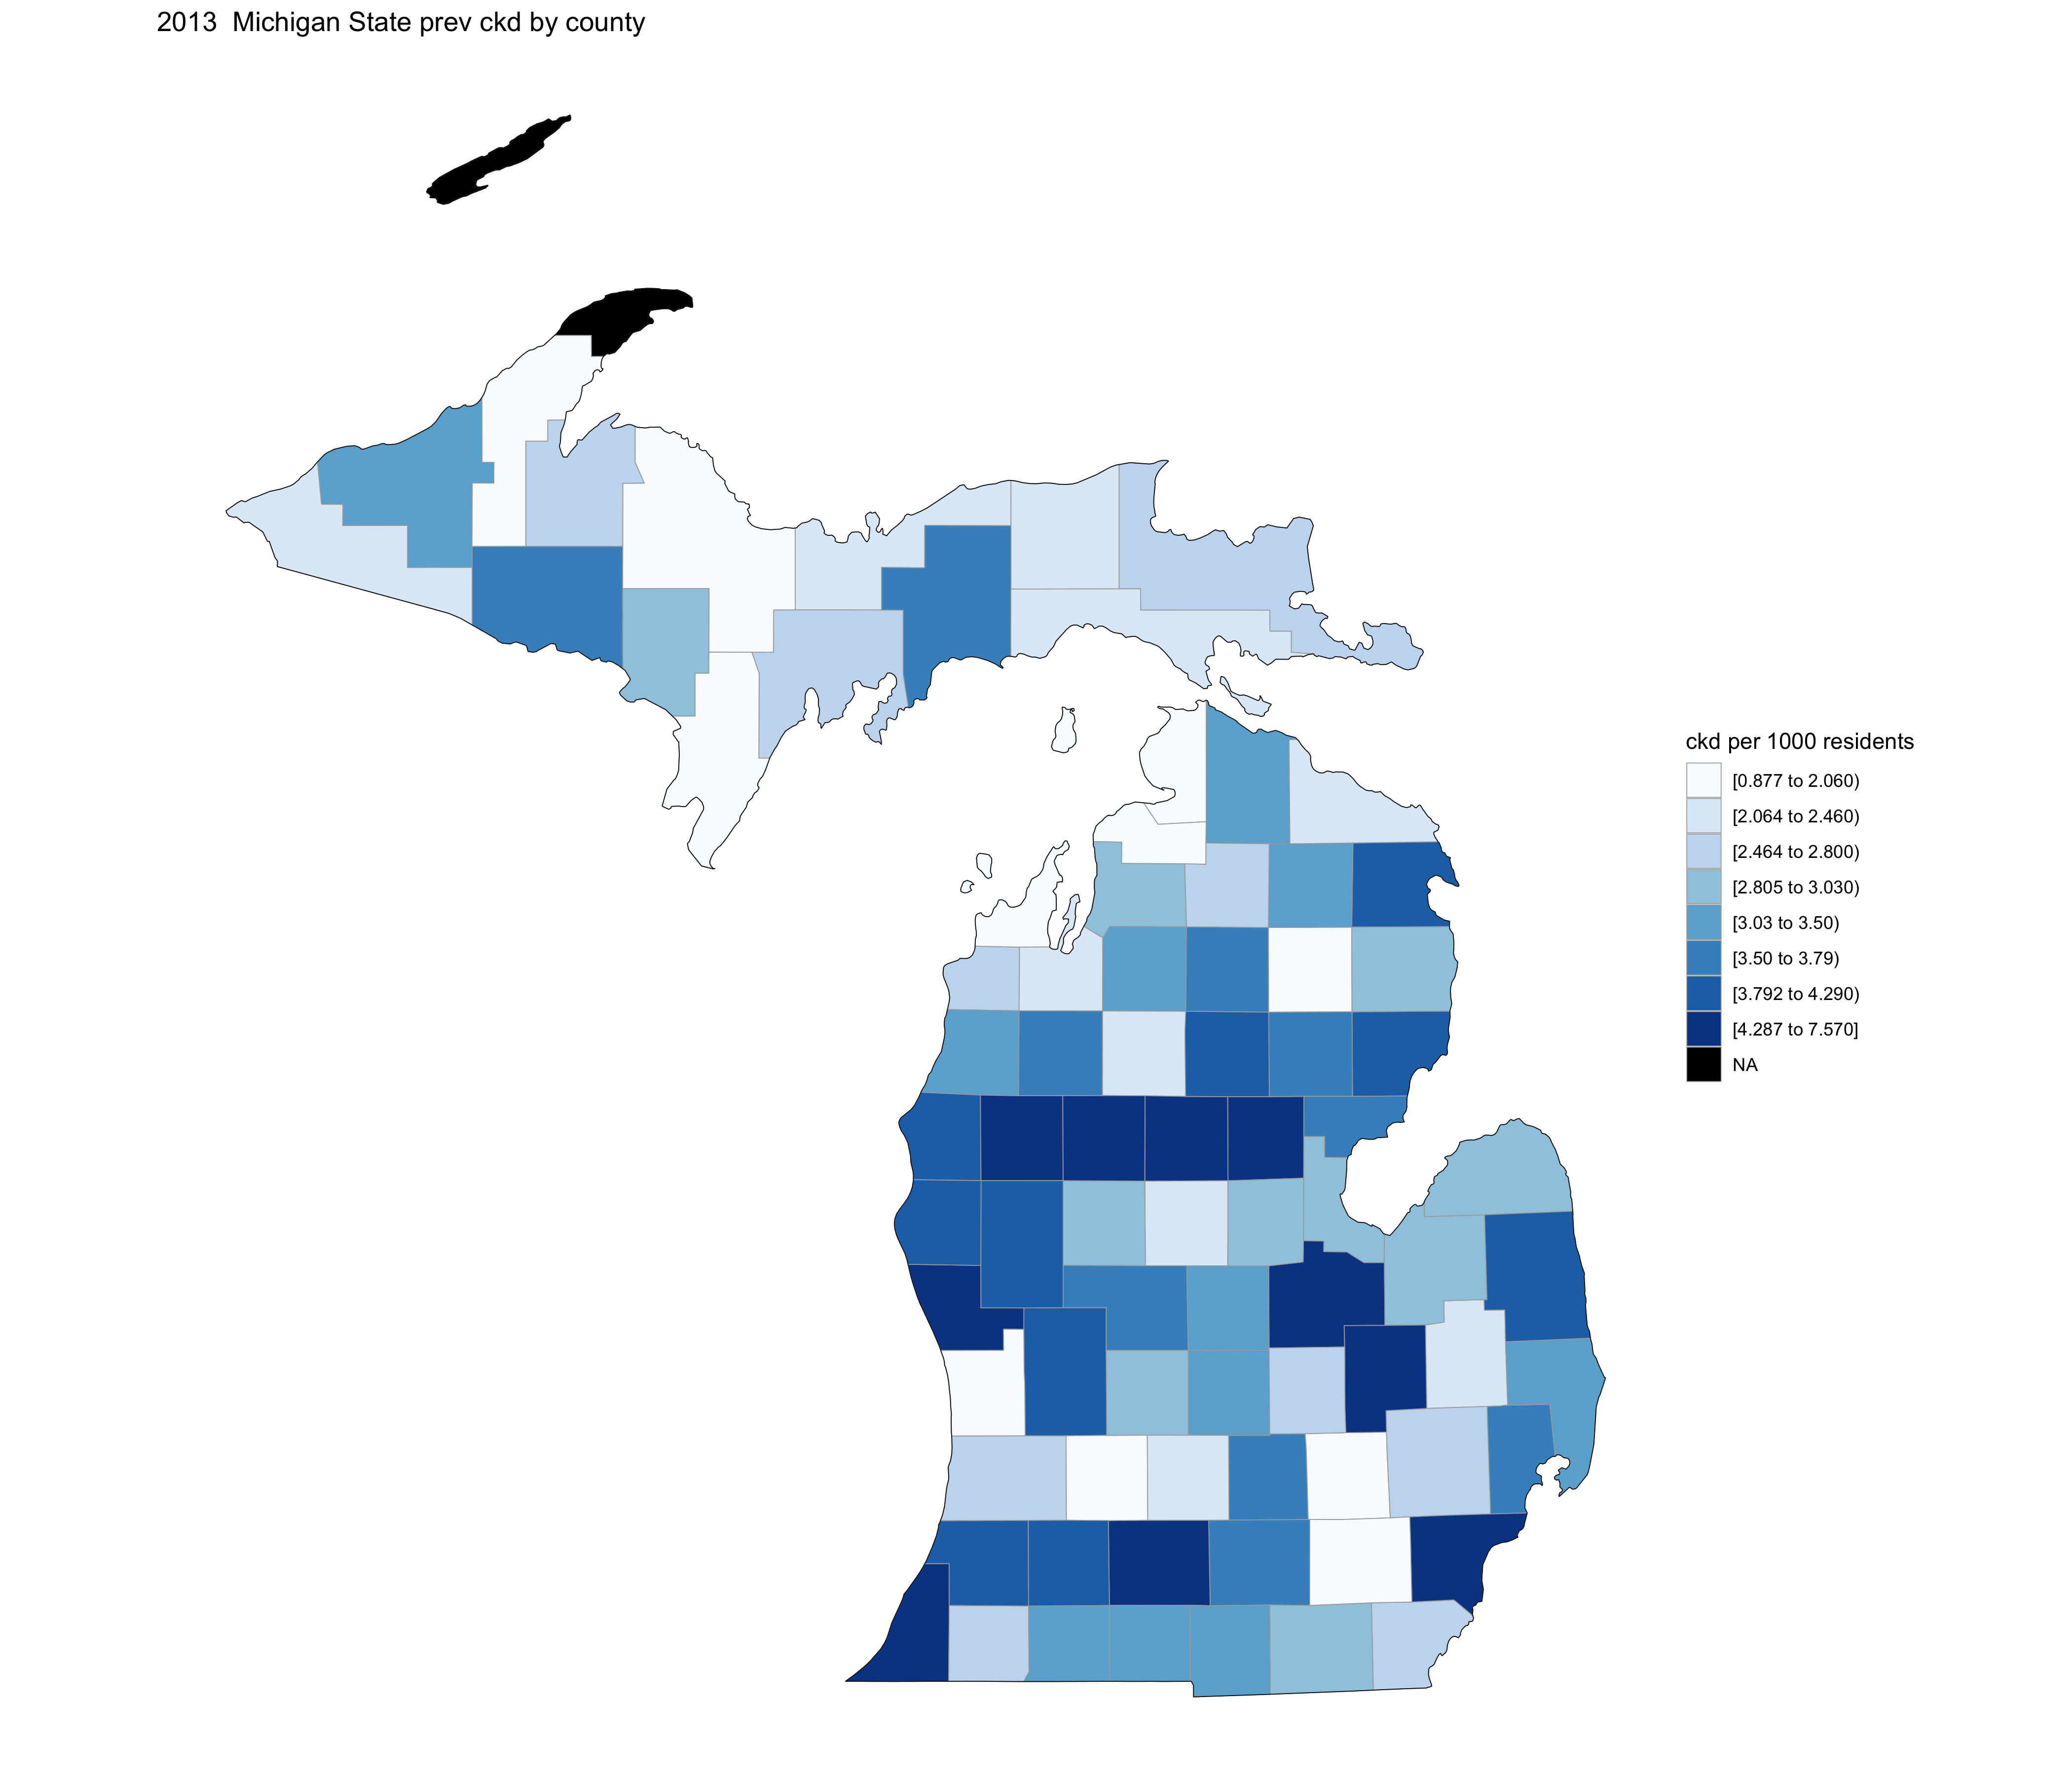 2013  Michigan State prev ckd by county
ckd per 1000 residents
[0.877 to 2.060)
[2.064 to 2.460)
[2.464 to 2.800)
[2.805 to 3.030)
[3.03 to 3.50)
[3.50 to 3.79)
[3.792 to 4.290)
[4.287 to 7.570]
NA